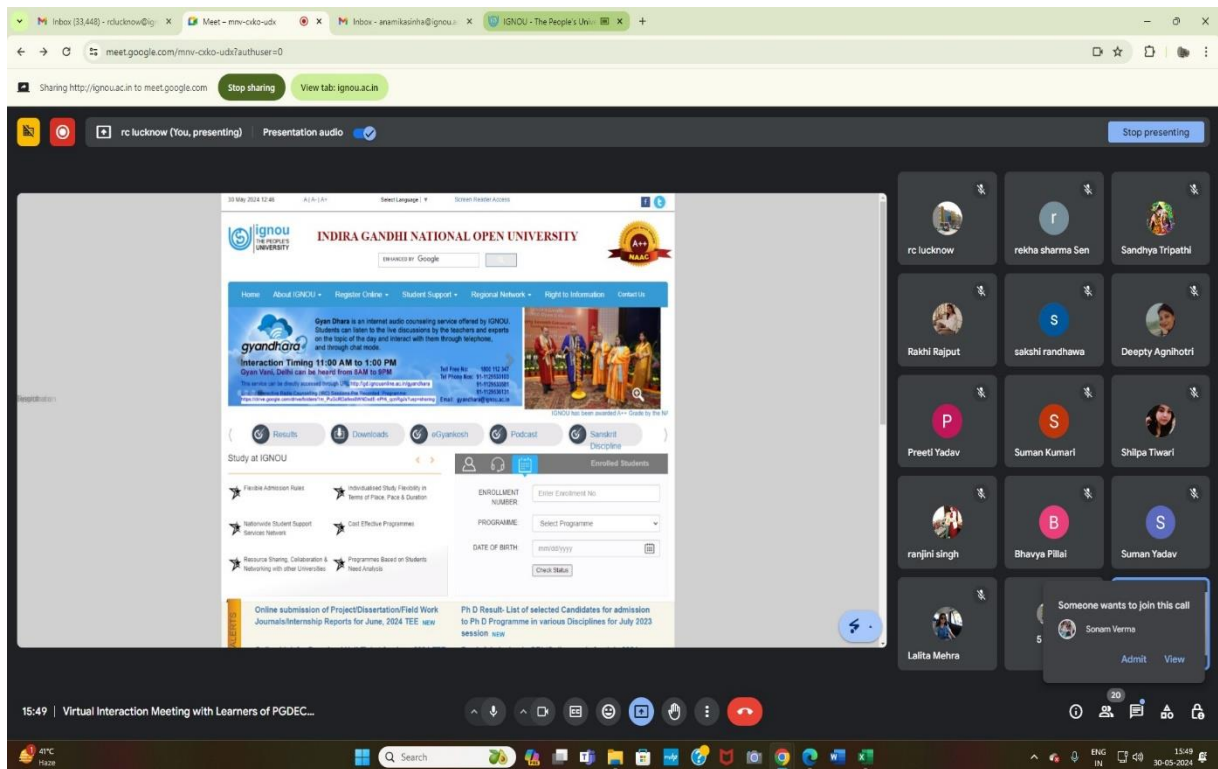 Inbox (33,448) - rclucknow@ig
Meet – mnv-cxko-udx
Inbox - anamikasinha@ignou.a
IGNOU - The People's Unive
meet.google.com/mnv-cxko-udx?authuser=0
Sharing http://ignou.ac.in to meet.google.com
Stop sharing
View tab: ignou.ac.in
rc lucknow (You, presenting)
Presentation audio
Stop presenting
A| A-| A+
Select Language
Screen Reader Access
ignou
THE PEOPLE'S
UNIVERSITY
INDIRA GANDHI NATIONAL OPEN UNIVERSITY
A++
NAAC
ENHANCED BY Google
Home
About IGNOU
Register Online
Student Support
Regional Network
Right to Information
Contact Us
gyandhara
Gyan Dhara is an internet audio counseling service offered by IGNOU.
Students can listen to the live discussions by the teachers and experts
on the topic of the day and interact with them through telephone,
and through chat mode.
Interaction Timing 11:00 AM to 1:00 PM
Gyan Vani, Delhi can be heard from 8AM to 8PM
IGNOU has been awarded A++ Grade by the NA
Results
Downloads
eGyankosh
Podcast
Sanskrit
Discipline
Study at IGNOU
Flexible Admission Rules
Individualised Study Flexibility in
Terms of Place, Pace & Duration
Nationwide Student Support
Services Network
Cost Effective Programmes
Resource Sharing, Collaboration &
Networking with other Universities
Programmes Based on Students
Need Analysis
Enrolled Students
ENROLLMENT
NUMBER
Enter Enrollment No.
PROGRAMME
Select Programme
DATE OF BIRTH
mm/dd/yyyy
Check Status
ALERTS
Online submission of Project/Dissertation/Field Work
Journals/Internship Reports for June, 2024 TEE NEW
Ph D Result- List of selected Candidates for admission
to Ph D Programme in various Disciplines for July 2023
session NEW
rc lucknow
r
rekha sharma San
Sandhya Tripathi
Rakhi Rajput
S
sakshi randhawa
Deepty Agnihotri
P
Preeti Yadav
S
Suman Kumari
Shilpa Tiwari
ranjini singh
B
Bhavya Pillai
S
Suman Yadav
Lalita Mehra
5
Someone wants to join this call
Sonam Verma
Admit
View
20
15:49 | Virtual Interaction Meeting with Learners of PGDEC...
1
41°C
Haze
Search
ENG
IN
15:49
30-05-2024